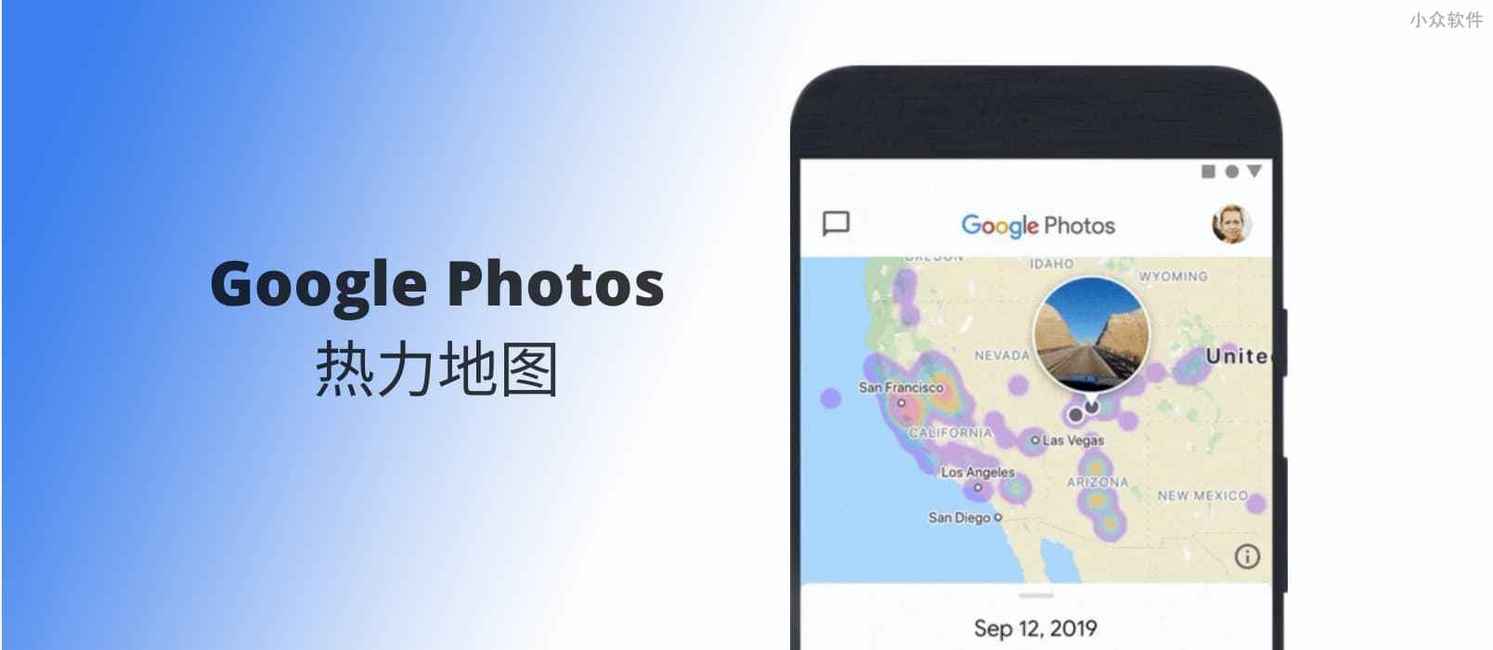 小众软件
Google Photos
热力地图
Google Photos
IDAHO
WYOMING
NEVADA
United
San Francisco
CALIFORNIA
Las Vegas
Los Angeles
ARIZONA
NEW MEXICO
San Diego
Sep 12, 2019